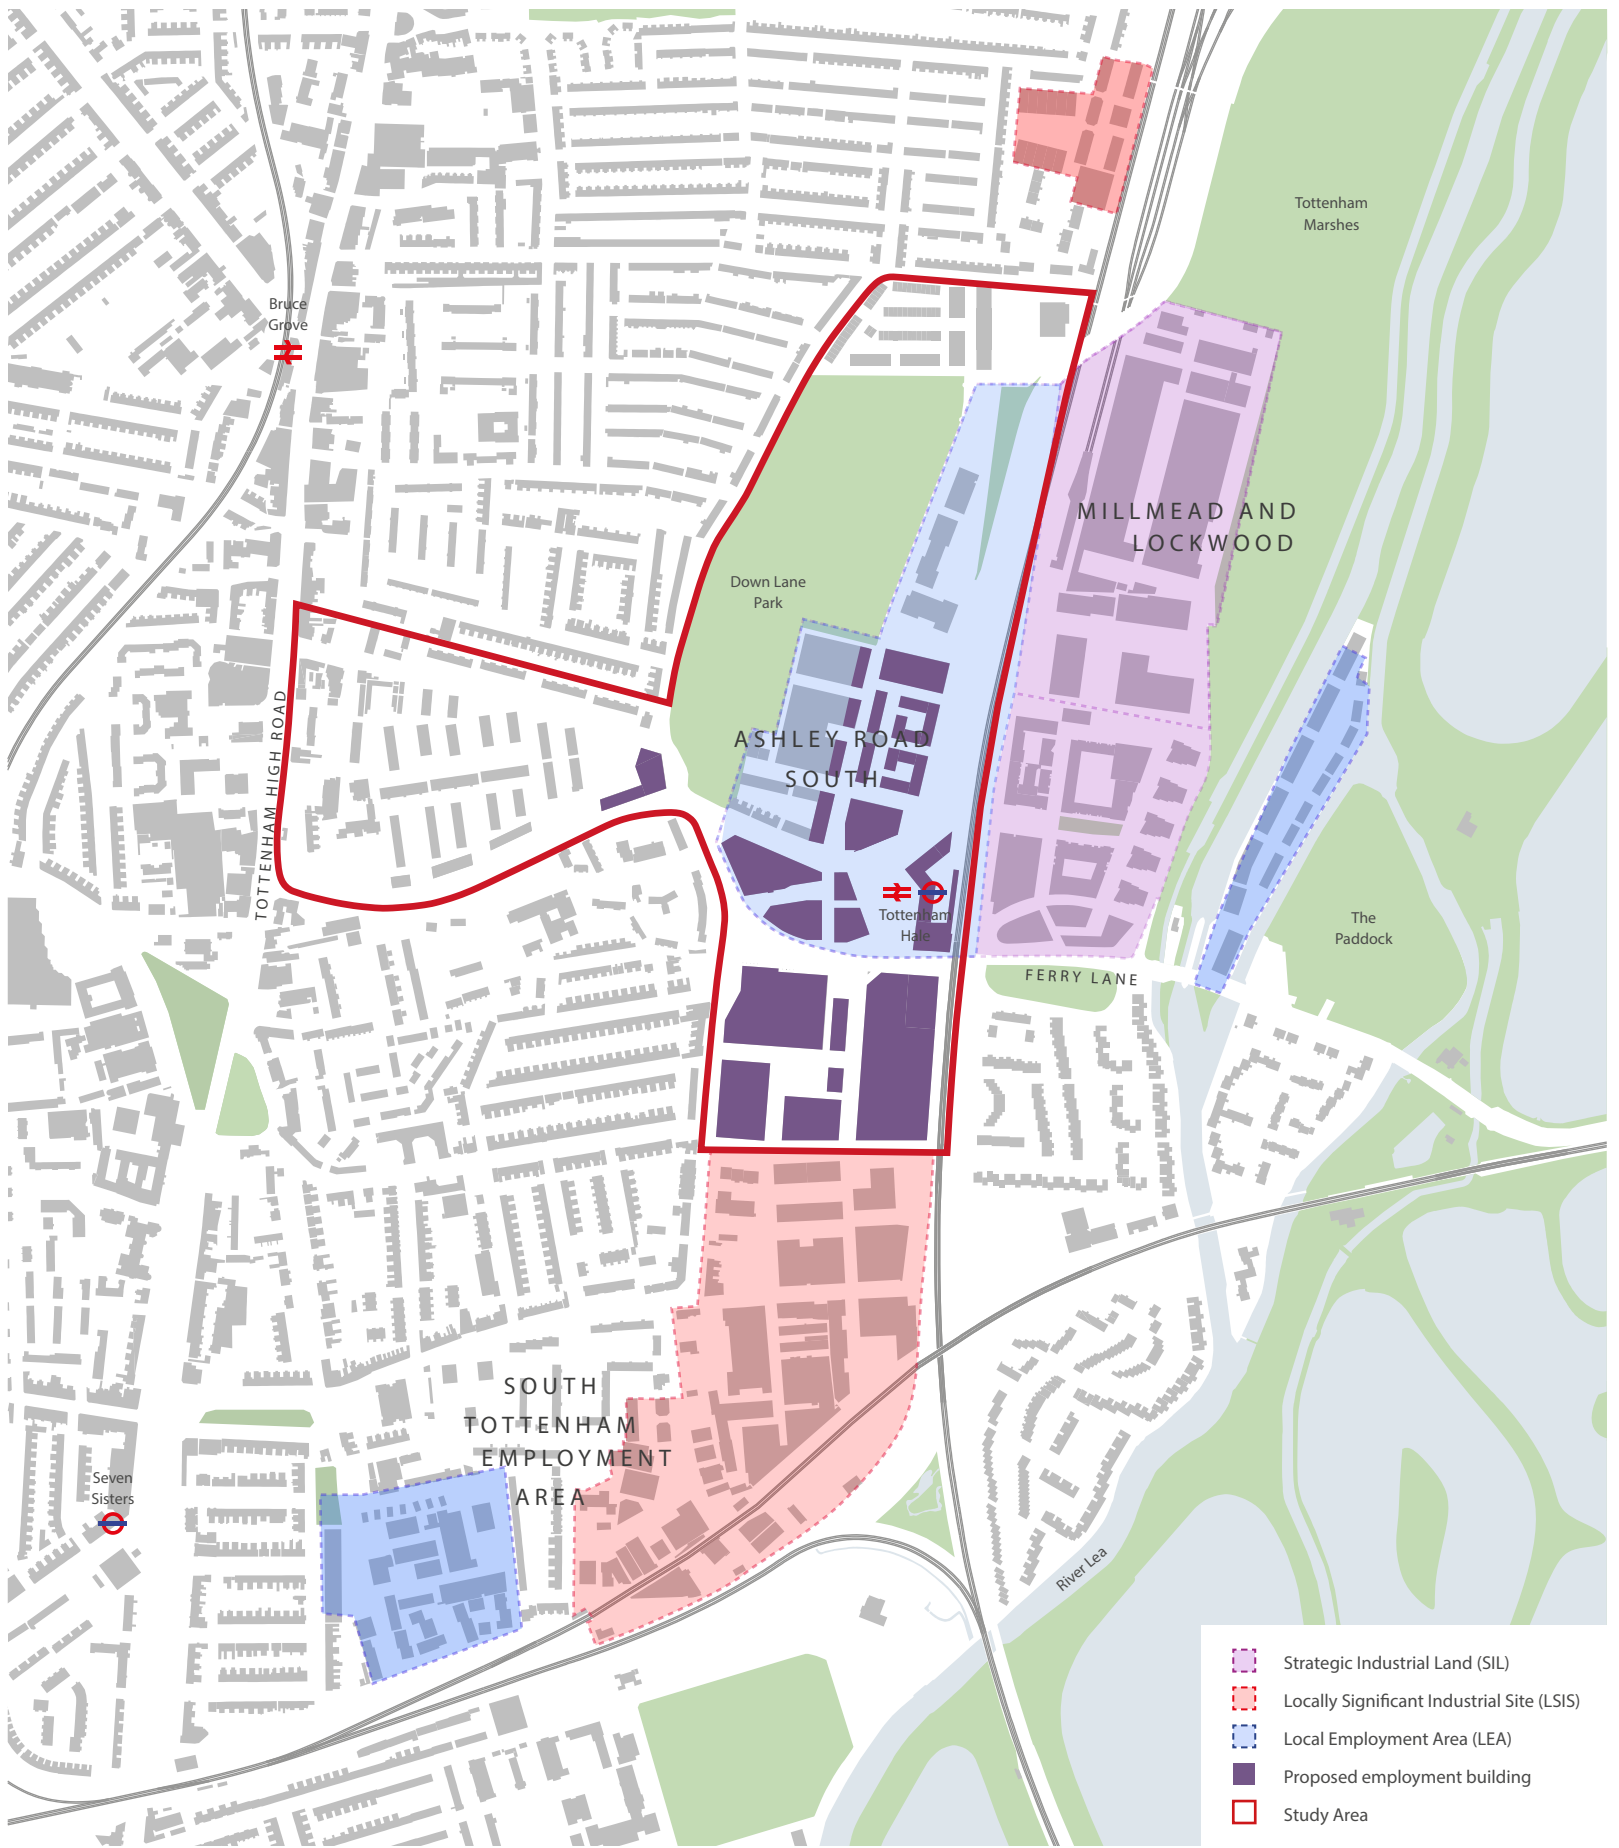 Tottenham
Marshes
Bruce
Grove
MILLMEAD AND
LOCKWOOD
Down Lane
Park
TOTTENHAM HIGH ROAD
ASHLEY ROAD
SOUTH
Tottenham
Hale
The
Paddock
FERRY LANE
SOUTH
TOTTENHAM
EMPLOYMENT
AREA
Seven
Sisters
River Lea
Strategic Industrial Land (SIL)
Locally Significant Industrial Site (LSIS)
Local Employment Area (LEA)
Proposed employment building
Study Area